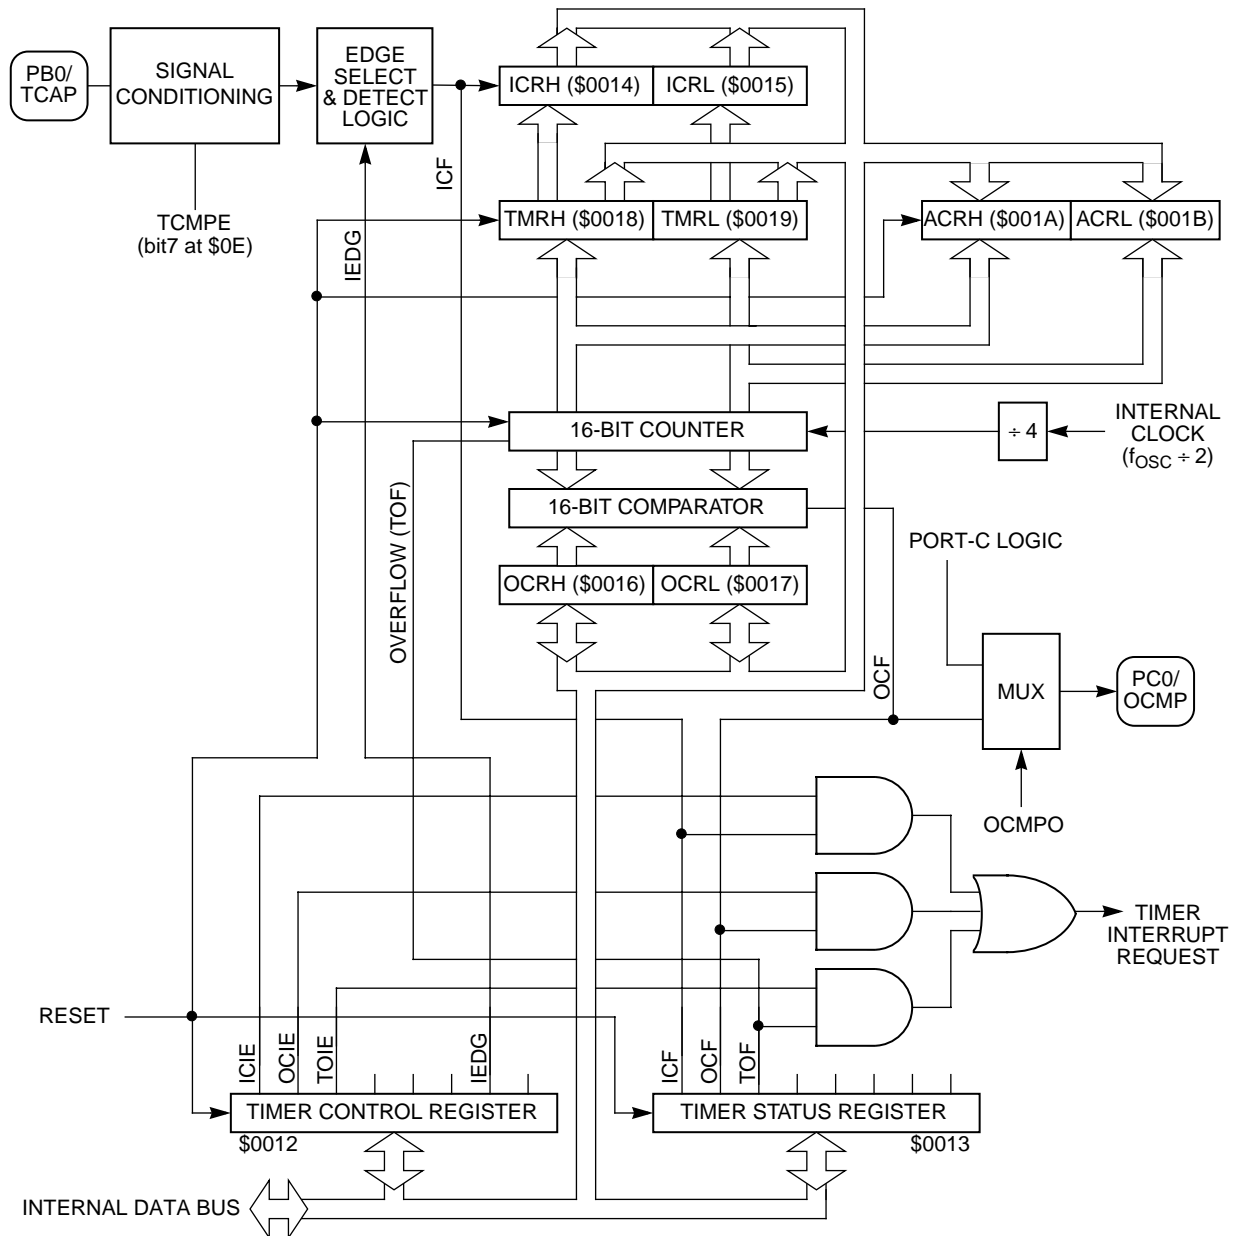 PB0/
TCAP
SIGNAL
CONDITIONING
EDGE
SELECT
& DETECT
LOGIC
ICRH ($0014)
ICRL ($0015)
ICF
TCMPE
(bit7 at $0E)
IEDG
TMRH ($0018)
TMRL ($0019)
ACRH ($001A)
ACRL ($001B)
16-BIT COUNTER
÷ 4
INTERNAL
CLOCK
(fOSC ÷ 2)
16-BIT COMPARATOR
OVERFLOW (TOF)
PORT-C LOGIC
OCRH ($0016)
OCRL ($0017)
OCF
MUX
PC0/
OCMP
OCMPO
TIMER
INTERRUPT
REQUEST
RESET
ICIE
OCIE
TOIE
IEDG
ICF
OCF
TOF
TIMER CONTROL REGISTER
TIMER STATUS REGISTER
$0012
$0013
INTERNAL DATA BUS